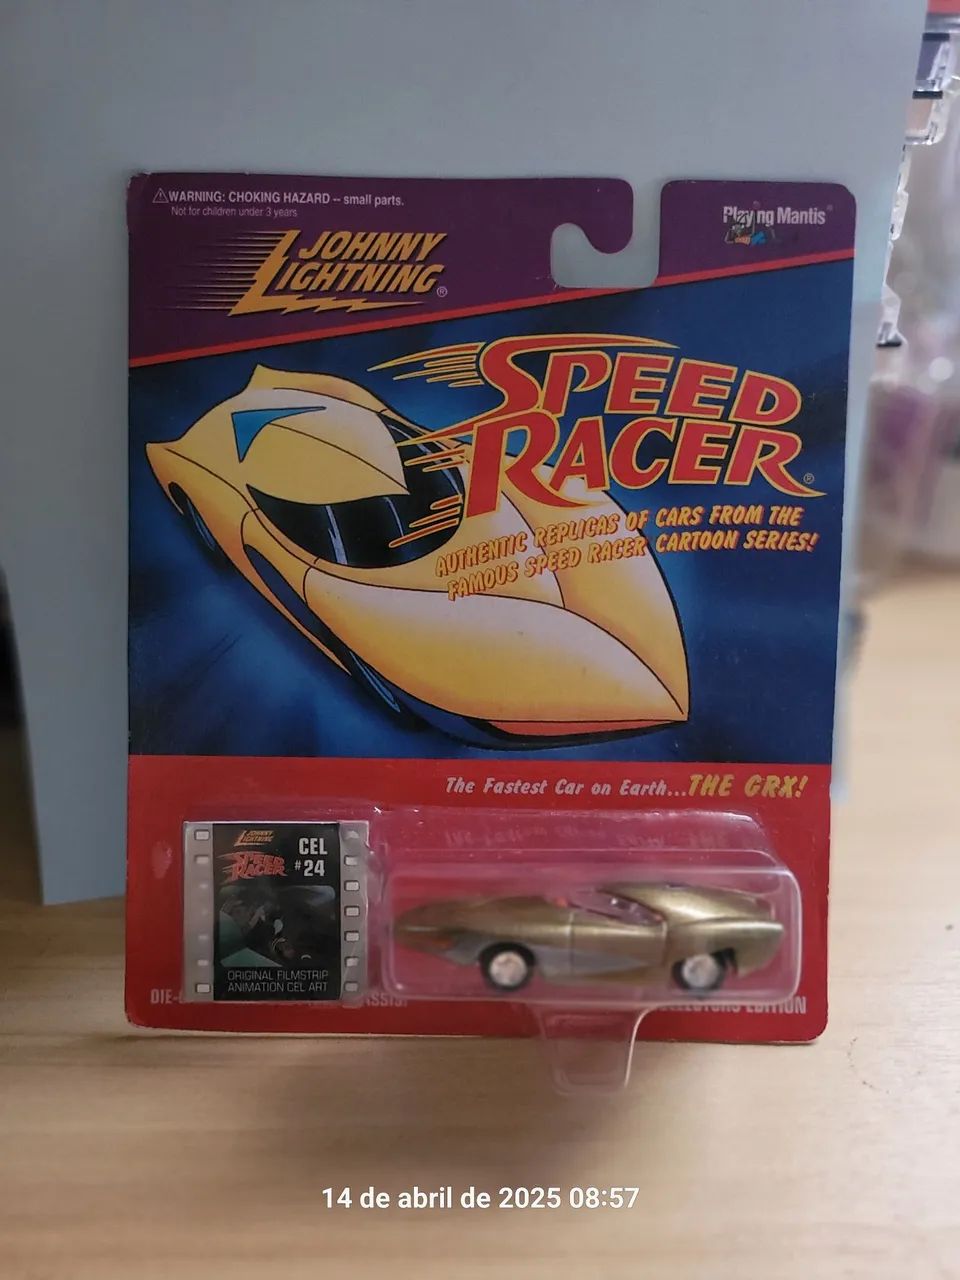 WARNING: CHOKING HAZARD -- small parts.
Not for children under 3 years
Playing Mantis®
JOHNNY
LIGHTNING®
SPEED
RACER®
AUTHENTIC REPLICAS OF CARS FROM THE
FAMOUS SPEED RACER CARTOON SERIES!
The Fastest Car on Earth...THE GRX!
JOHNNY
LIGHTNING
SPEED
RACER
CEL
#24
ORIGINAL FILMSTRIP
ANIMATION CEL ART
EDITION
14 de abril de 2025 08:57